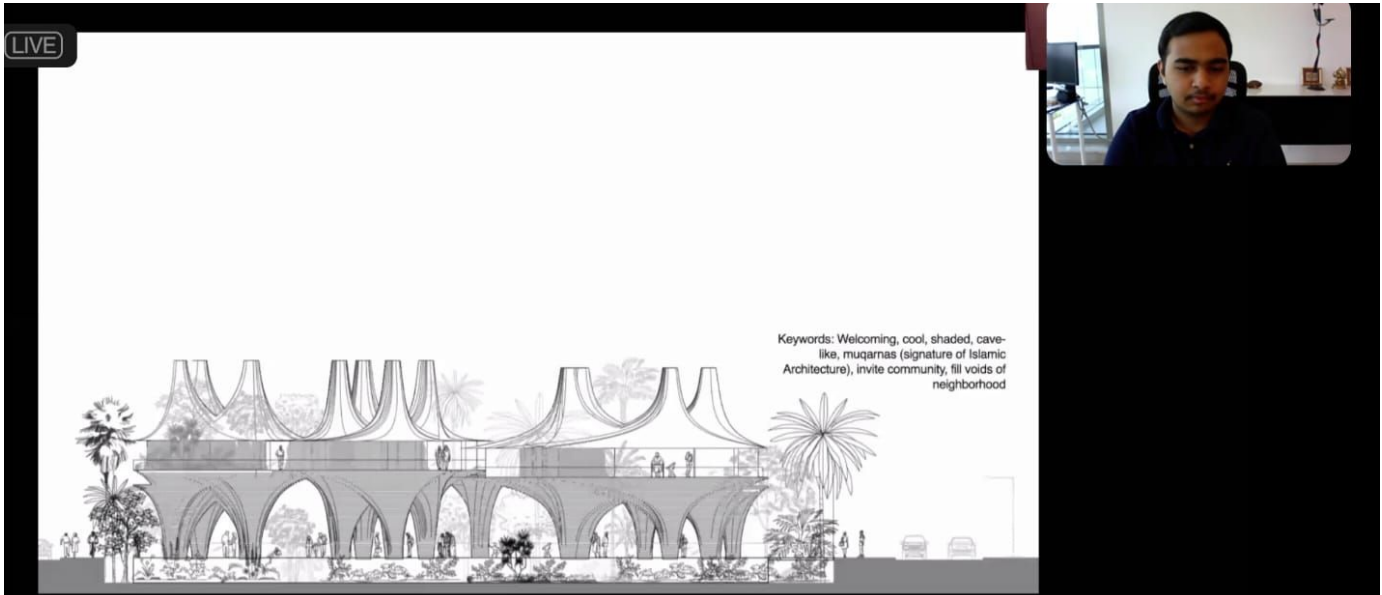 LIVE
Keywords: Welcoming, cool, shaded, cave-
like, muqarnas (signature of Islamic
Architecture), invite community, fill voids of
neighborhood